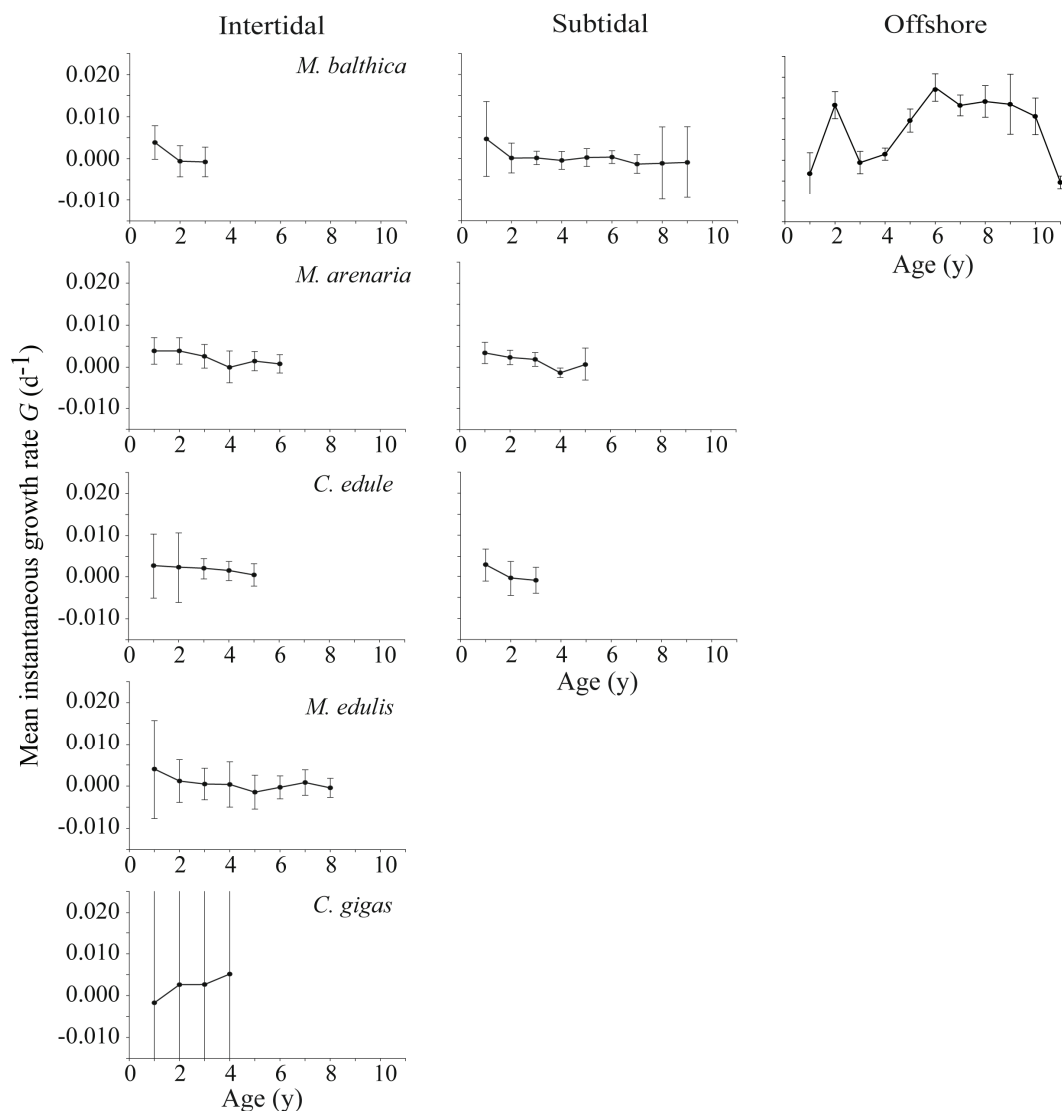 Intertidal Subtidal Offshore
Mean instantaneous growth rate G (d-1)
M. balthica
0.020
0.010
0.000
-0.010
0 2 4 6 8 10 0 2 4 6 8 10 0 2 4 6 8 10
Age (y)
M. arenaria
0.020
0.010
0.000
-0.010
0 2 4 6 8 10 0 2 4 6 8 10
C. edule
0.020
0.010
0.000
-0.010
0 2 4 6 8 10 0 2 4 6 8 10
Age (y)
M. edulis
0.020
0.010
0.000
-0.010
0 2 4 6 8 10
C. gigas
0.020
0.010
0.000
-0.010
0 2 4 6 8 10
Age (y)